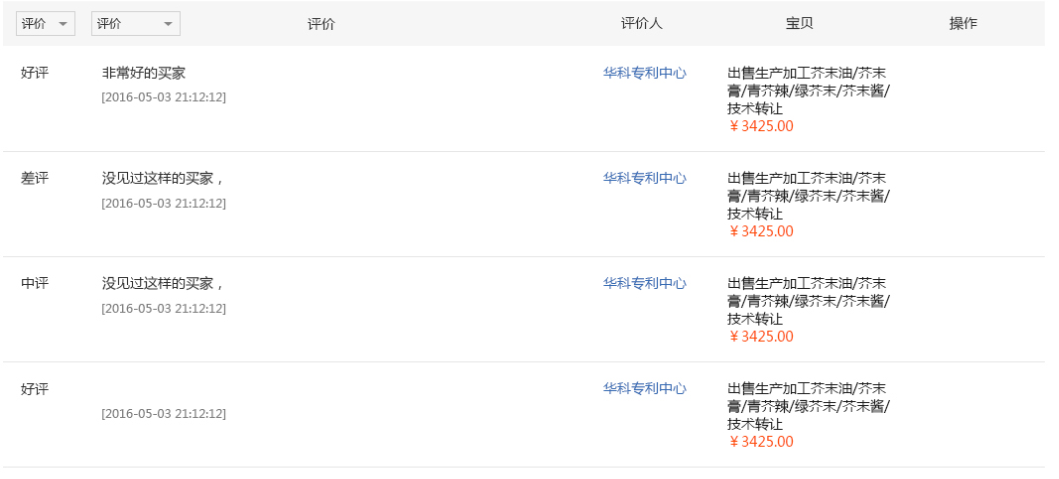 评价 评价 评价 评价人 宝贝 操作
好评 非常好的买家 华科专利中心 出售生产加工芥末油/芥末
[2016-05-03 21:12:12] 膏/青芥辣/绿芥末/芥末酱/
技术转让
￥3425.00
差评 没见过这样的买家， 华科专利中心 出售生产加工芥末油/芥末
[2016-05-03 21:12:12] 膏/青芥辣/绿芥末/芥末酱/
技术转让
￥3425.00
中评 没见过这样的买家， 华科专利中心 出售生产加工芥末油/芥末
[2016-05-03 21:12:12] 膏/青芥辣/绿芥末/芥末酱/
技术转让
￥3425.00
好评 华科专利中心 出售生产加工芥末油/芥末
[2016-05-03 21:12:12] 膏/青芥辣/绿芥末/芥末酱/
技术转让
￥3425.00